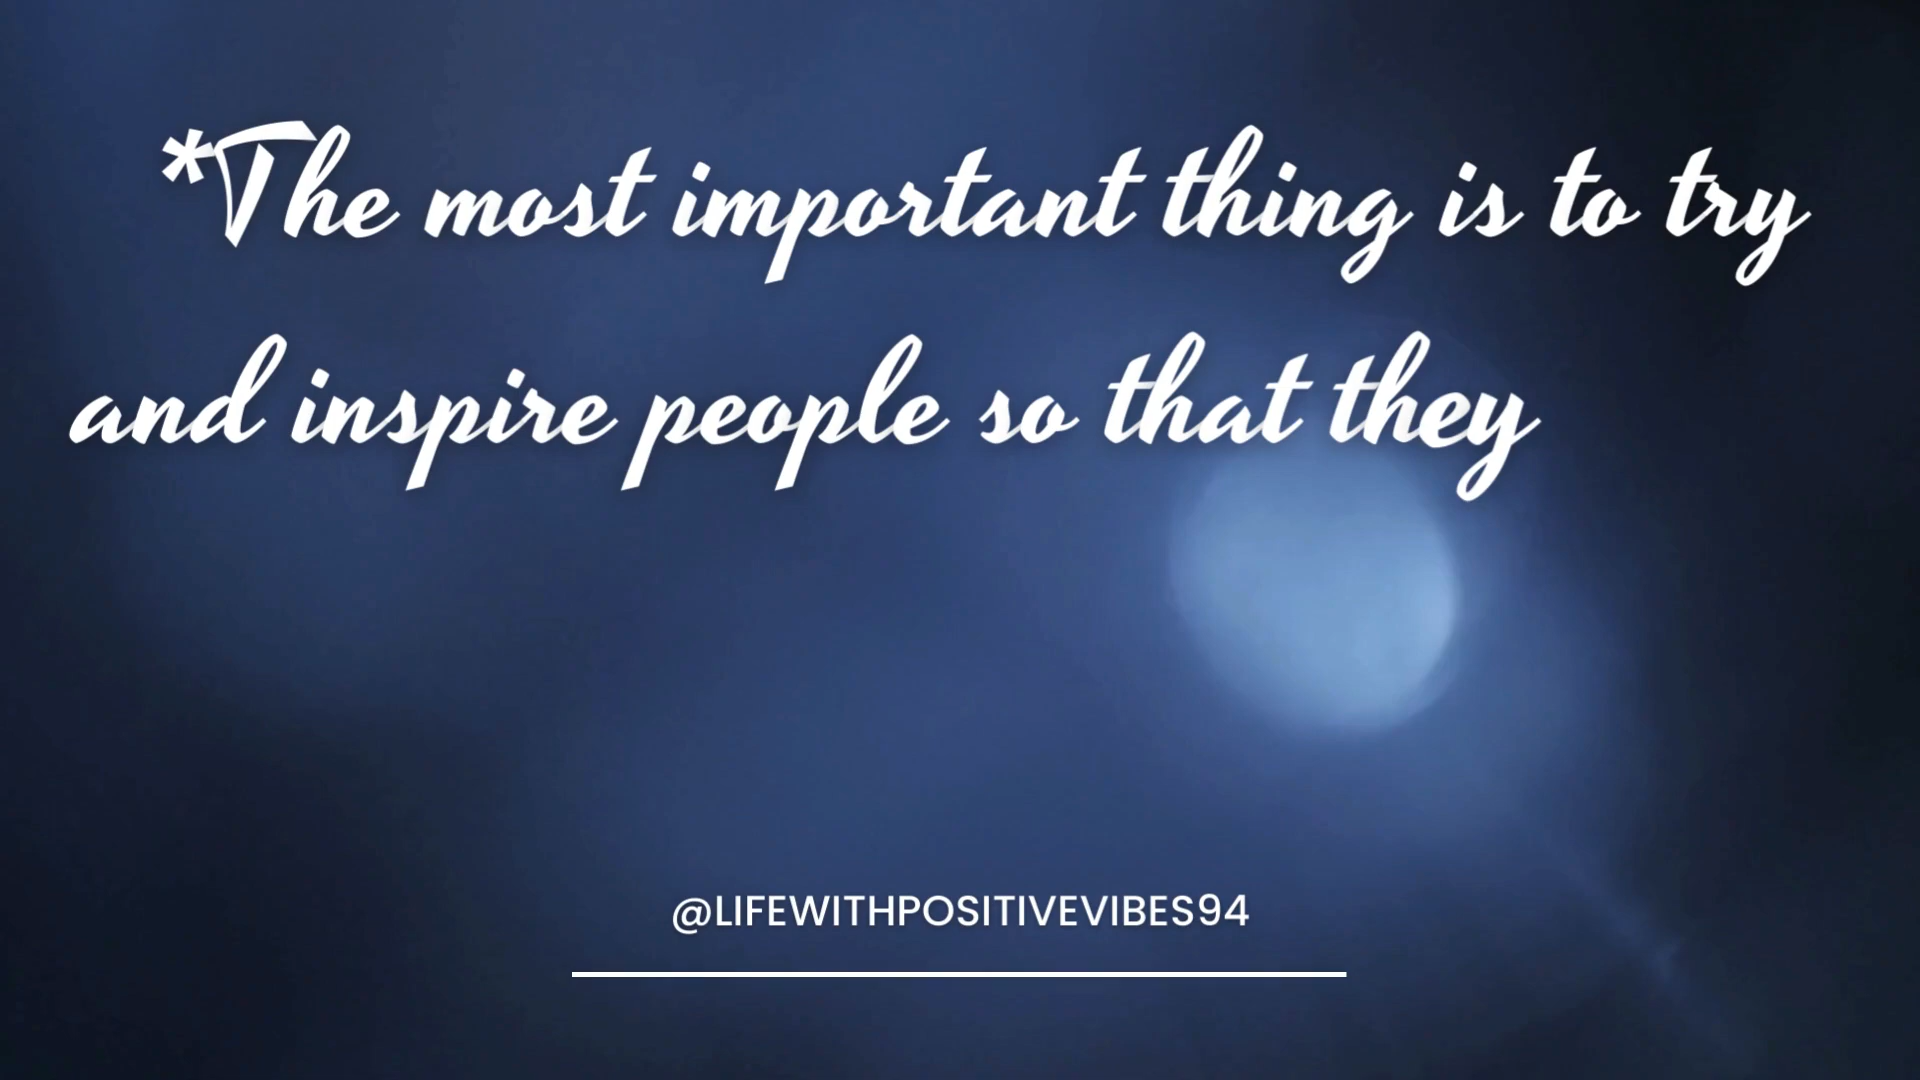 *The most important thing is to try
and inspire people so that they
@LIFEWITHPOSITIVEVIBES94